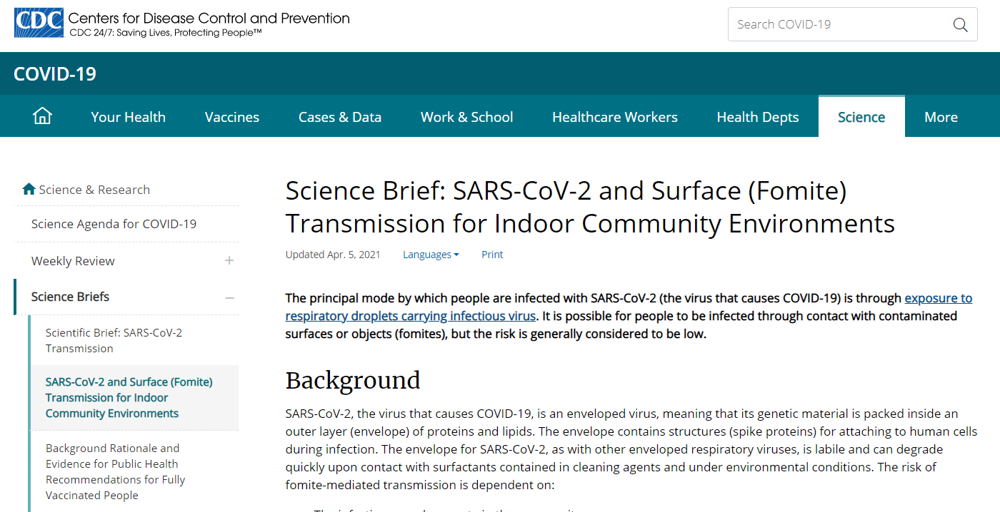 CDC Centers for Disease Control and Prevention
CDC 24/7: Saving Lives, Protecting People™
Search COVID-19
COVID-19
Your Health Vaccines Cases & Data Work & School Healthcare Workers Health Depts Science More
Science & Research
Science Agenda for COVID-19
Weekly Review
Science Briefs
Scientific Brief: SARS-CoV-2
Transmission
SARS-CoV-2 and Surface (Fomite)
Transmission for Indoor
Community Environments
Background Rationale and
Evidence for Public Health
Recommendations for Fully
Vaccinated People
Science Brief: SARS-CoV-2 and Surface (Fomite)
Transmission for Indoor Community Environments
Updated Apr. 5, 2021 Languages Print
The principal mode by which people are infected with SARS-CoV-2 (the virus that causes COVID-19) is through exposure to
respiratory droplets carrying infectious virus. It is possible for people to be infected through contact with contaminated
surfaces or objects (fomites), but the risk is generally considered to be low.
Background
SARS-CoV-2, the virus that causes COVID-19, is an enveloped virus, meaning that its genetic material is packed inside an
outer layer (envelope) of proteins and lipids. The envelope contains structures (spike proteins) for attaching to human cells
during infection. The envelope for SARS-CoV-2, as with other enveloped respiratory viruses, is labile and can degrade
quickly upon contact with surfactants contained in cleaning agents and under environmental conditions. The risk of
fomite-mediated transmission is dependent on: